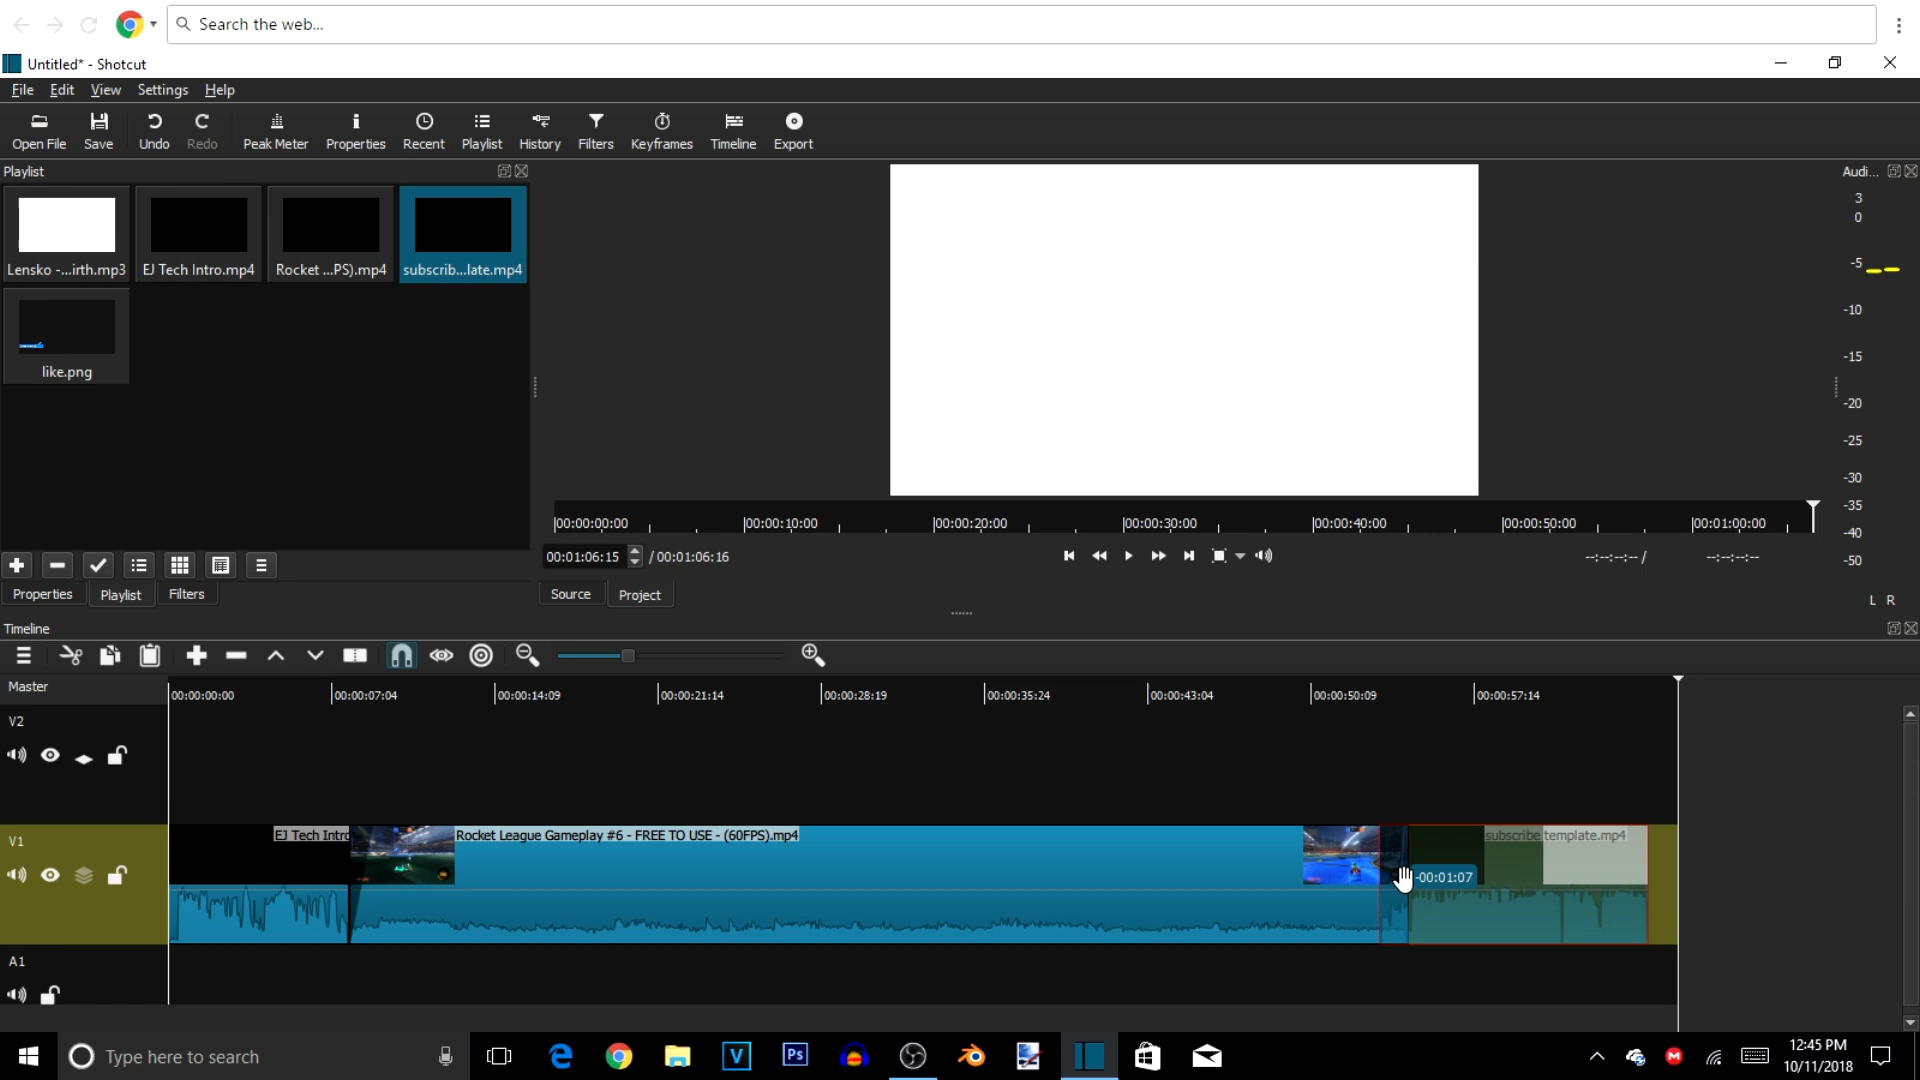 Search the web...
Untitled* - Shotcut
File Edit View Settings Help
Open File Save Undo Redo Peak Meter Properties Recent Playlist History Filters Keyframes Timeline Export
Playlist
Audi...
Lensko -...irth.mp3 EJ Tech Intro.mp4 Rocket ...PS).mp4 subscrib...late.mp4
like.png
3
0
-5
-10
-15
-20
-25
-30
-35
-40
-50
L R
00:00:00:00 00:00:10:00 00:00:20:00 00:00:30:00 00:00:40:00 00:00:50:00 00:01:00:00
00:01:06:15 / 00:01:06:16
--:--:--:-- / --:--:--:--
Properties Playlist Filters
Source Project
Timeline
Master
00:00:00:00 00:00:07:04 00:00:14:09 00:00:21:14 00:00:28:19 00:00:35:24 00:00:43:04 00:00:50:09 00:00:57:14
V2
V1
EJ Tech Intro Rocket League Gameplay #6 - FREE TO USE - (60FPS).mp4 subscribe template.mp4
-00:01:07
A1
Type here to search
V
Ps
M
12:45 PM
10/11/2018